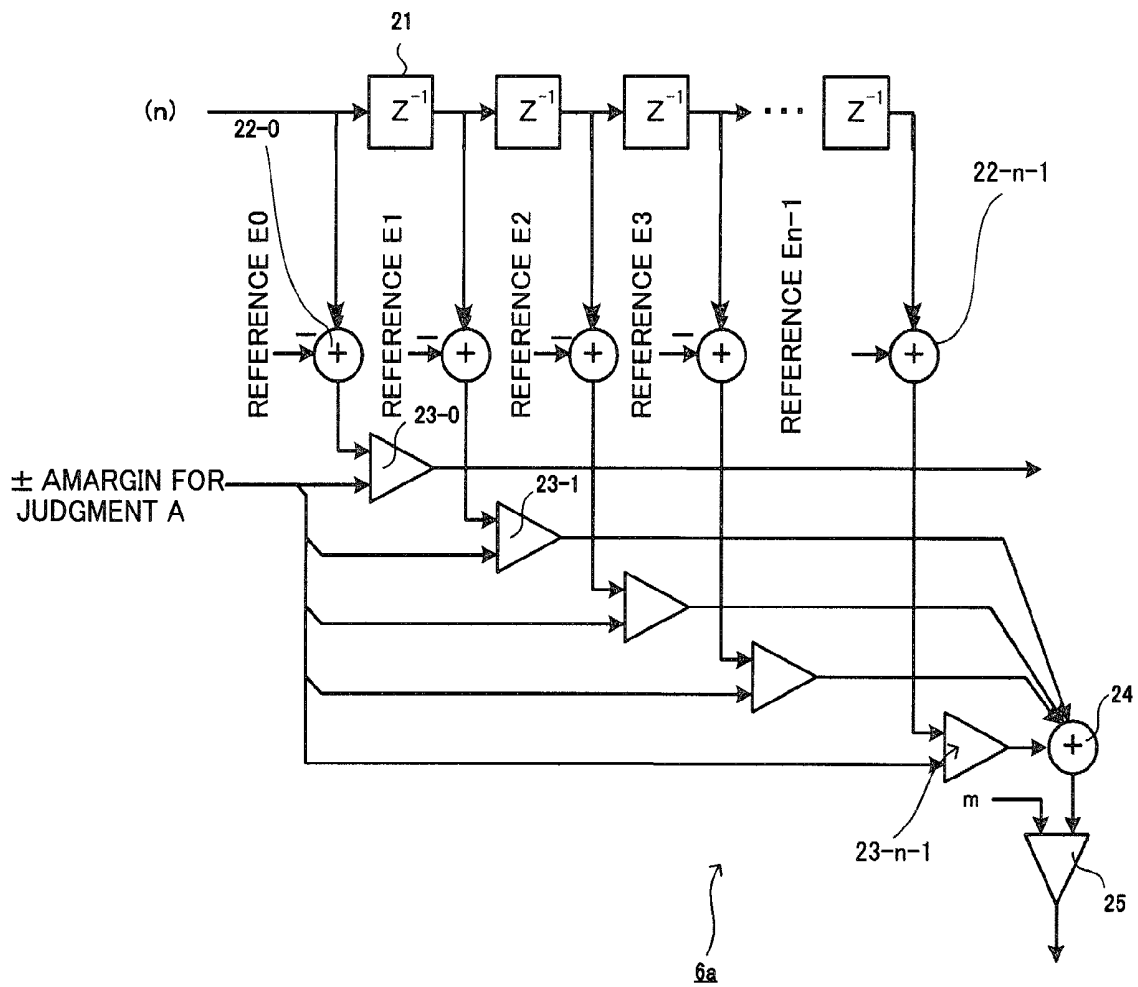 21
(n)
Z⁻¹
Z⁻¹
Z⁻¹
...
Z⁻¹
22-0
22-n-1
REFERENCE E0
REFERENCE E1
REFERENCE E2
REFERENCE E3
REFERENCE En-1
−
−
−
−
+
+
+
+
+
23-0
± AMARGIN FOR
JUDGMENT A
23-1
24
+
m
23-n-1
25
6a